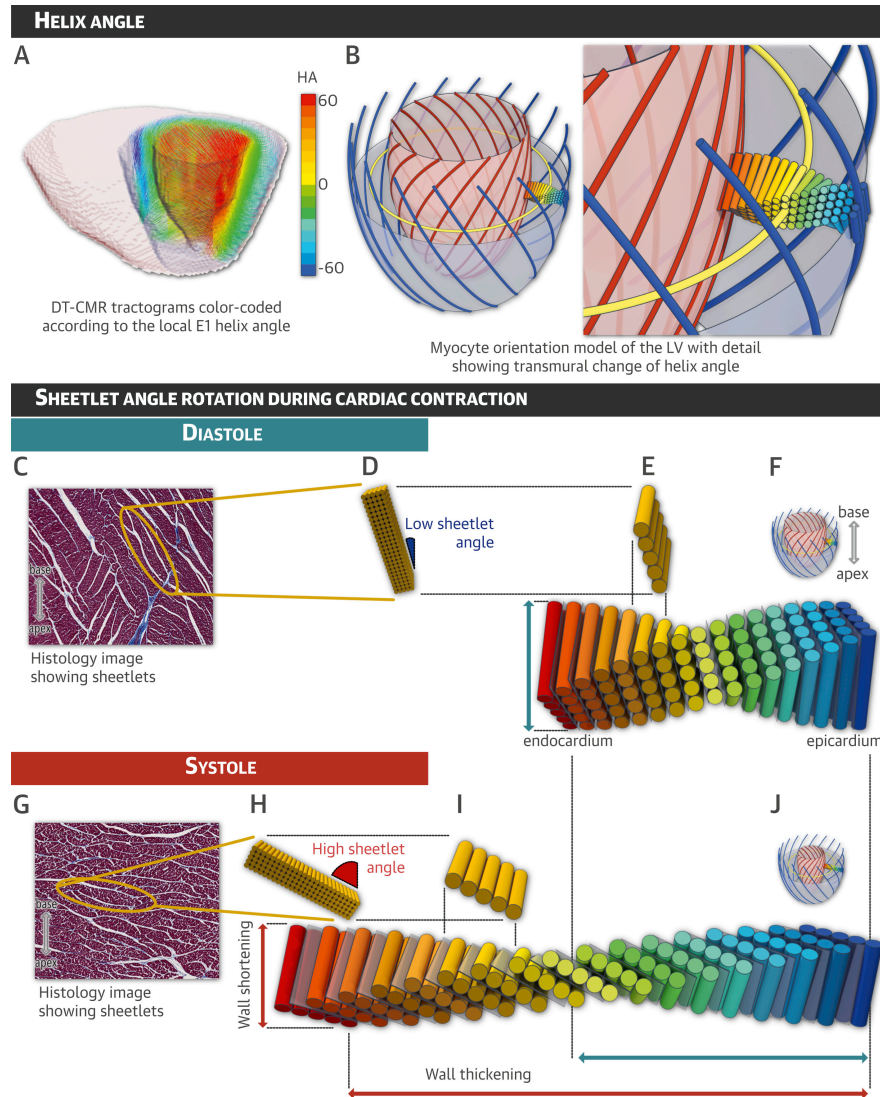 HELIX ANGLE
A
B
HA
60
0
-60
DT-CMR tractograms color-coded
according to the local E1 helix angle
Myocyte orientation model of the LV with detail
showing transmural change of helix angle
SHEETLET ANGLE ROTATION DURING CARDIAC CONTRACTION
DIASTOLE
C
D
E
F
base
apex
Low sheetlet
angle
base
apex
Histology image
showing sheetlets
endocardium
epicardium
SYSTOLE
G
H
I
J
High sheetlet
angle
base
apex
Wall shortening
Histology image
showing sheetlets
Wall thickening